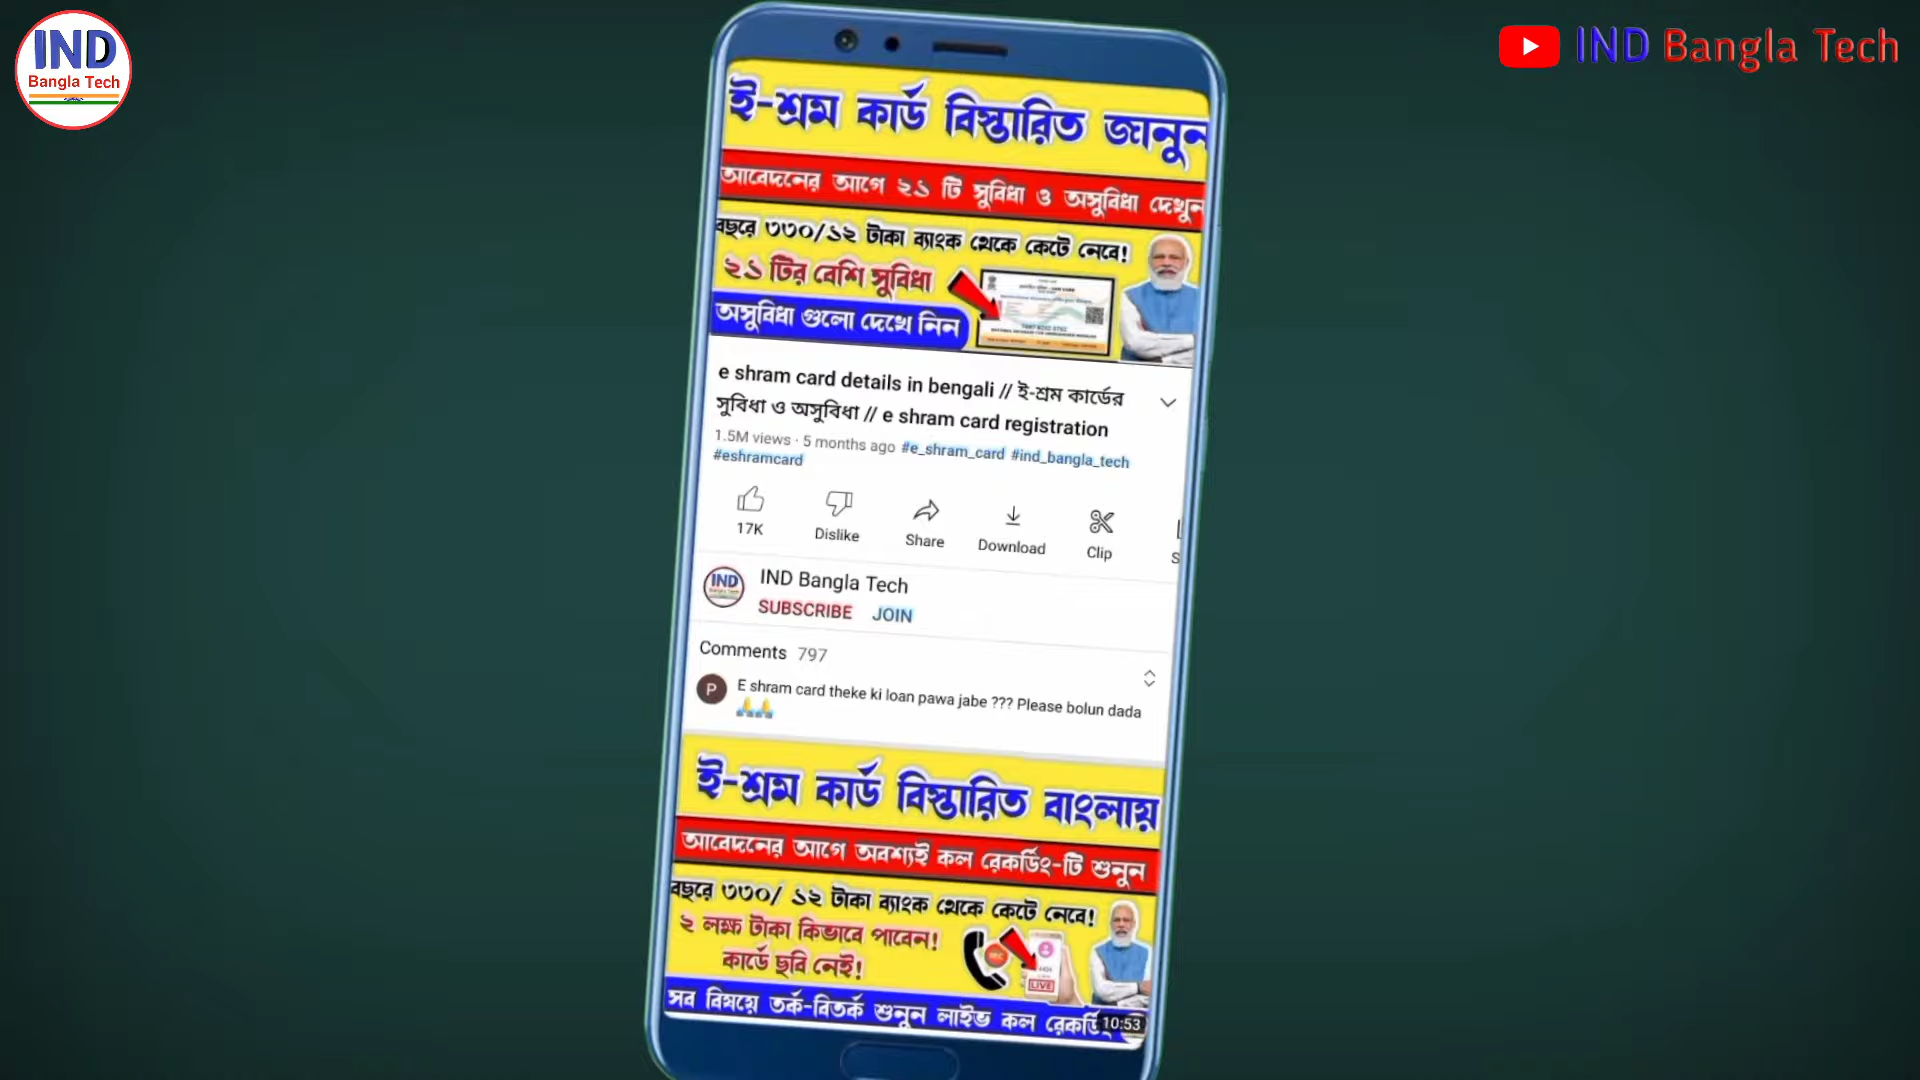 IND
Bangla Tech
IND Bangla Tech
ই-শ্রম কার্ড বিস্তারিত জানুন
আবেদনের আগে ২১ টি সুবিধা ও অসুবিধা দেখুন
বছরে ৩৩০/১২ টাকা ব্যাংক থেকে কেটে নেবে!
২১ টির বেশি সুবিধা
অসুবিধা গুলো দেখে নিন
e shram card details in bengali // ই-শ্রম কার্ডের
সুবিধা ও অসুবিধা // e shram card registration
1.5M views · 5 months ago #e_shram_card #ind_bangla_tech
#eshramcard
17K Dislike Share Download Clip
IND
Bangla Tech
IND Bangla Tech
SUBSCRIBE JOIN
Comments 797
P
E shram card theke ki loan pawa jabe ??? Please bolun dada
🙏🙏
ই-শ্রম কার্ড বিস্তারিত বাংলায়
আবেদনের আগে অবশ্যই কল রেকর্ডিং-টি শুনুন
বছরে ৩৩০/ ১২ টাকা ব্যাংক থেকে কেটে নেবে!
২ লক্ষ টাকা কিভাবে পাবেন!
কার্ডে ছবি নেই!
REC
LIVE
সব বিষয়ে তর্ক-বিতর্ক শুনুন লাইভ কল
10:53